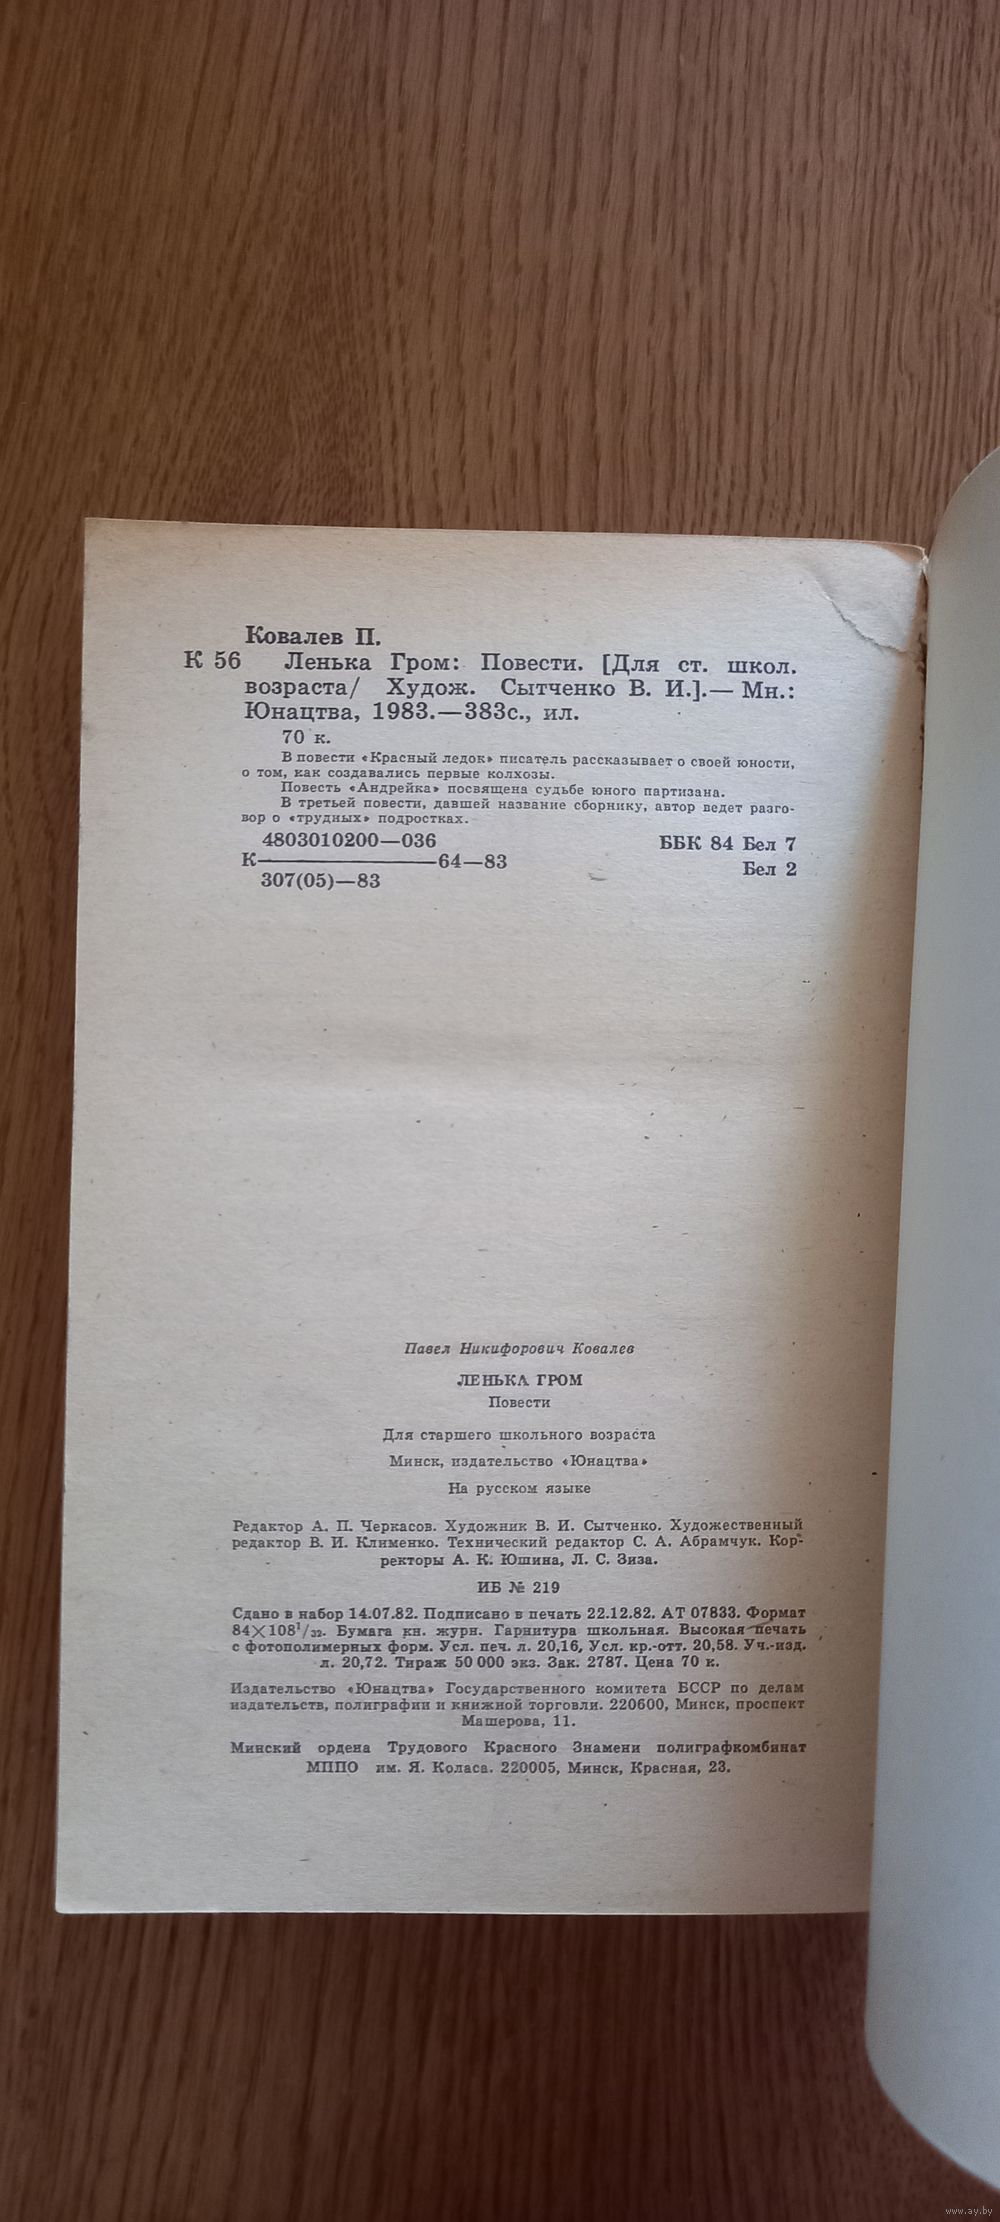 Ковалев П.
К 56 Ленька Гром: Повести. [Для ст. школ.
возраста/ Худож. Сытченко В. И.].— Мн.:
Юнацтва, 1983.—383с., ил.
70 к.
В повести «Красный ледок» писатель рассказывает о своей юности,
о том, как создавались первые колхозы.
Повесть «Андрейка» посвящена судьбе юного партизана.
В третьей повести, давшей название сборнику, автор ведет разго-
вор о «трудных» подростках.
4803010200—036 ББК 84 Бел 7
К————64—83
307(05)—83 Бел 2
Павел Никифорович Ковалев
ЛЕНЬКА ГРОМ
Повести
Для старшего школьного возраста
Минск, издательство «Юнацтва»
На русском языке
Редактор А. П. Черкасов. Художник В. И. Сытченко. Художественный
редактор В. И. Клименко. Технический редактор С. А. Абрамчук. Кор-
ректоры А. К. Юшина, Л. С. Зиза.
ИБ № 219
Сдано в набор 14.07.82. Подписано в печать 22.12.82. АТ 07833. Формат
84×108¹/₃₂. Бумага кн. журн. Гарнитура школьная. Высокая печать
с фотополимерных форм. Усл. печ. л. 20,16, Усл. кр.-отт. 20,58. Уч.-изд.
л. 20,72. Тираж 50 000 экз. Зак. 2787. Цена 70 к.
Издательство «Юнацтва» Государственного комитета БССР по делам
издательств, полиграфии и книжной торговли. 220600, Минск, проспект
Машерова, 11.
Минский ордена Трудового Красного Знамени полиграфкомбинат
МППО им. Я. Коласа. 220005, Минск, Красная, 23.
www.ay.by